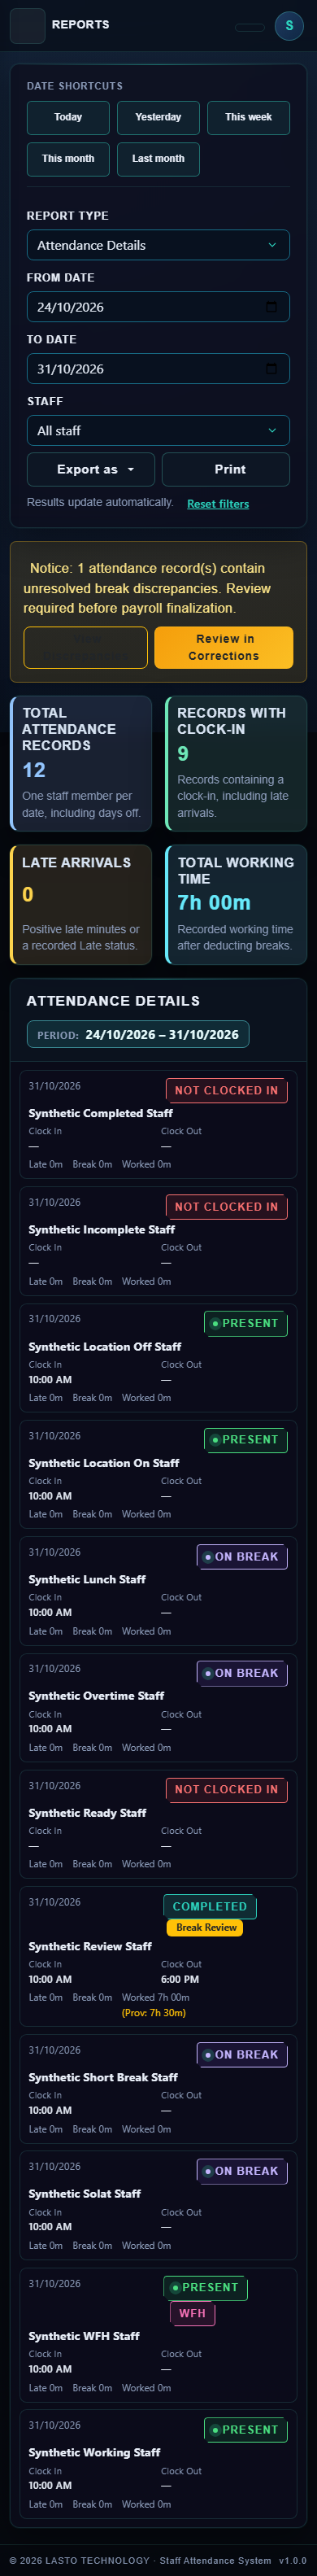 REPORTS
S
DATE SHORTCUTS
Today
Yesterday
This week
This month
Last month
REPORT TYPE
Attendance Details
FROM DATE
24/10/2026
TO DATE
31/10/2026
STAFF
All staff
Export as
Print
Results update automatically.
Reset filters
Notice: 1 attendance record(s) contain
unresolved break discrepancies. Review
required before payroll finalization.
Review in
Corrections
TOTAL
ATTENDANCE
RECORDS
12
One staff member per
date, including days off.
RECORDS WITH
CLOCK-IN
9
Records containing a
clock-in, including late
arrivals.
LATE ARRIVALS
0
Positive late minutes or
a recorded Late status.
TOTAL WORKING
TIME
7h 00m
Recorded working time
after deducting breaks.
ATTENDANCE DETAILS
PERIOD: 24/10/2026 – 31/10/2026
31/10/2026
NOT CLOCKED IN
Synthetic Completed Staff
Clock In Clock Out
— —
Late 0m Break 0m Worked 0m
31/10/2026
NOT CLOCKED IN
Synthetic Incomplete Staff
Clock In Clock Out
— —
Late 0m Break 0m Worked 0m
31/10/2026
PRESENT
Synthetic Location Off Staff
Clock In Clock Out
10:00 AM —
Late 0m Break 0m Worked 0m
31/10/2026
PRESENT
Synthetic Location On Staff
Clock In Clock Out
10:00 AM —
Late 0m Break 0m Worked 0m
31/10/2026
ON BREAK
Synthetic Lunch Staff
Clock In Clock Out
10:00 AM —
Late 0m Break 0m Worked 0m
31/10/2026
ON BREAK
Synthetic Overtime Staff
Clock In Clock Out
10:00 AM —
Late 0m Break 0m Worked 0m
31/10/2026
NOT CLOCKED IN
Synthetic Ready Staff
Clock In Clock Out
— —
Late 0m Break 0m Worked 0m
31/10/2026
COMPLETED
Break Review
Synthetic Review Staff
Clock In Clock Out
10:00 AM 6:00 PM
Late 0m Break 0m Worked 7h 00m
(Prov: 7h 30m)
31/10/2026
ON BREAK
Synthetic Short Break Staff
Clock In Clock Out
10:00 AM —
Late 0m Break 0m Worked 0m
31/10/2026
ON BREAK
Synthetic Solat Staff
Clock In Clock Out
10:00 AM —
Late 0m Break 0m Worked 0m
31/10/2026
PRESENT
WFH
Synthetic WFH Staff
Clock In Clock Out
10:00 AM —
Late 0m Break 0m Worked 0m
31/10/2026
PRESENT
Synthetic Working Staff
Clock In Clock Out
10:00 AM —
Late 0m Break 0m Worked 0m
© 2026 LASTO TECHNOLOGY · Staff Attendance System v1.0.0